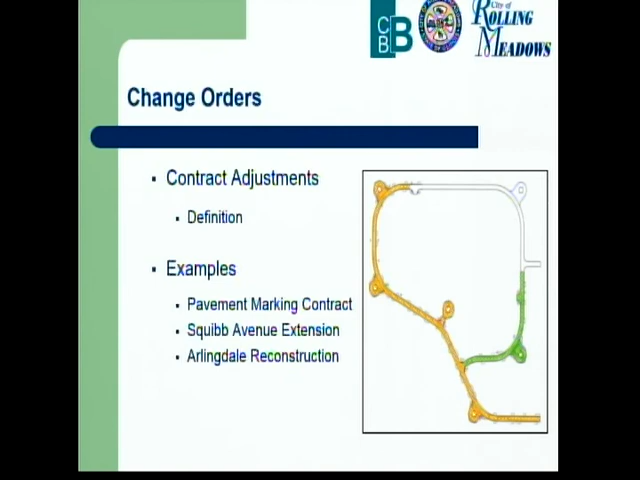 CBB
City of
ROLLING
MEADOWS
Change Orders
Contract Adjustments
Definition
Examples
Pavement Marking Contract
Squibb Avenue Extension
Arlingdale Reconstruction